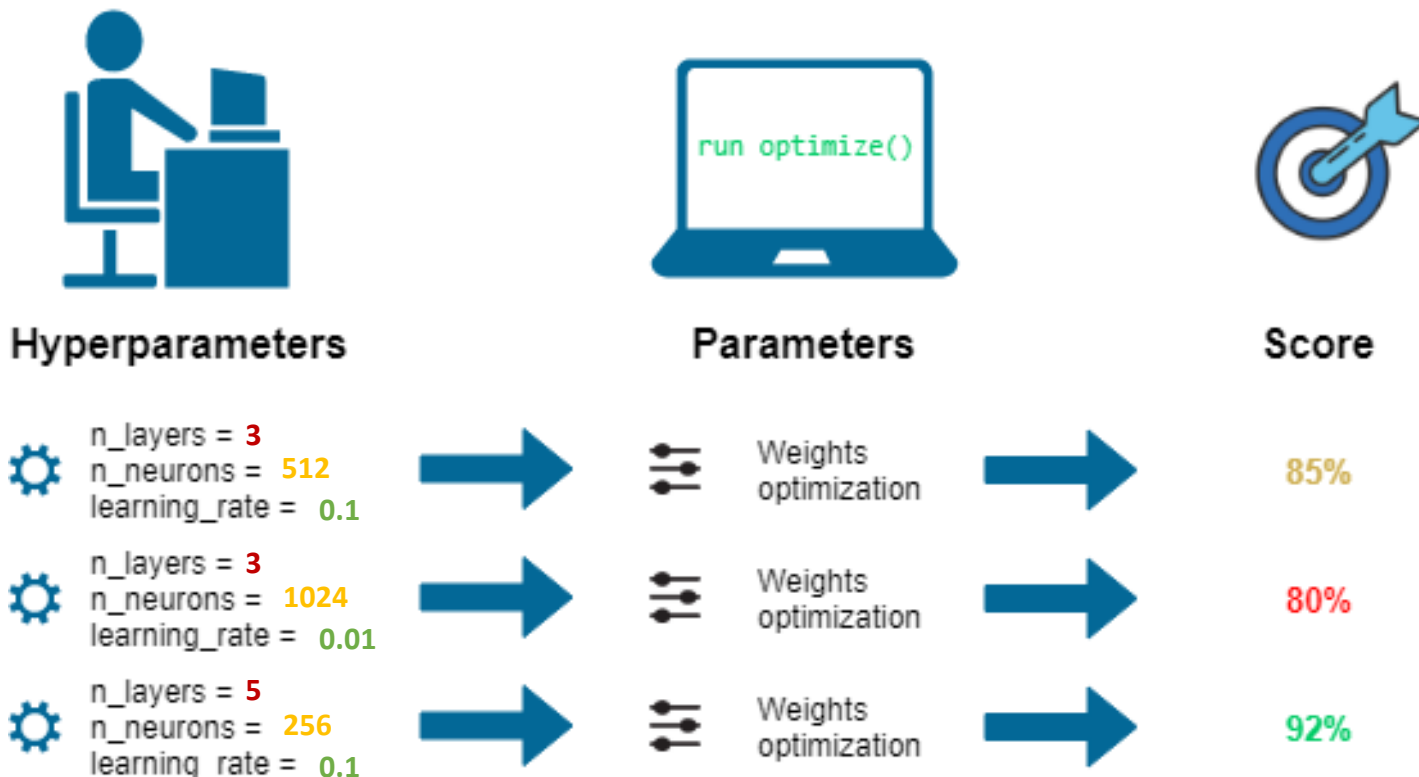 run optimize()
Hyperparameters
Parameters
Score
n_layers = 3
n_neurons = 512
learning_rate = 0.1
Weights
optimization
85%
n_layers = 3
n_neurons = 1024
learning_rate = 0.01
Weights
optimization
80%
n_layers = 5
n_neurons = 256
learning_rate = 0.1
Weights
optimization
92%